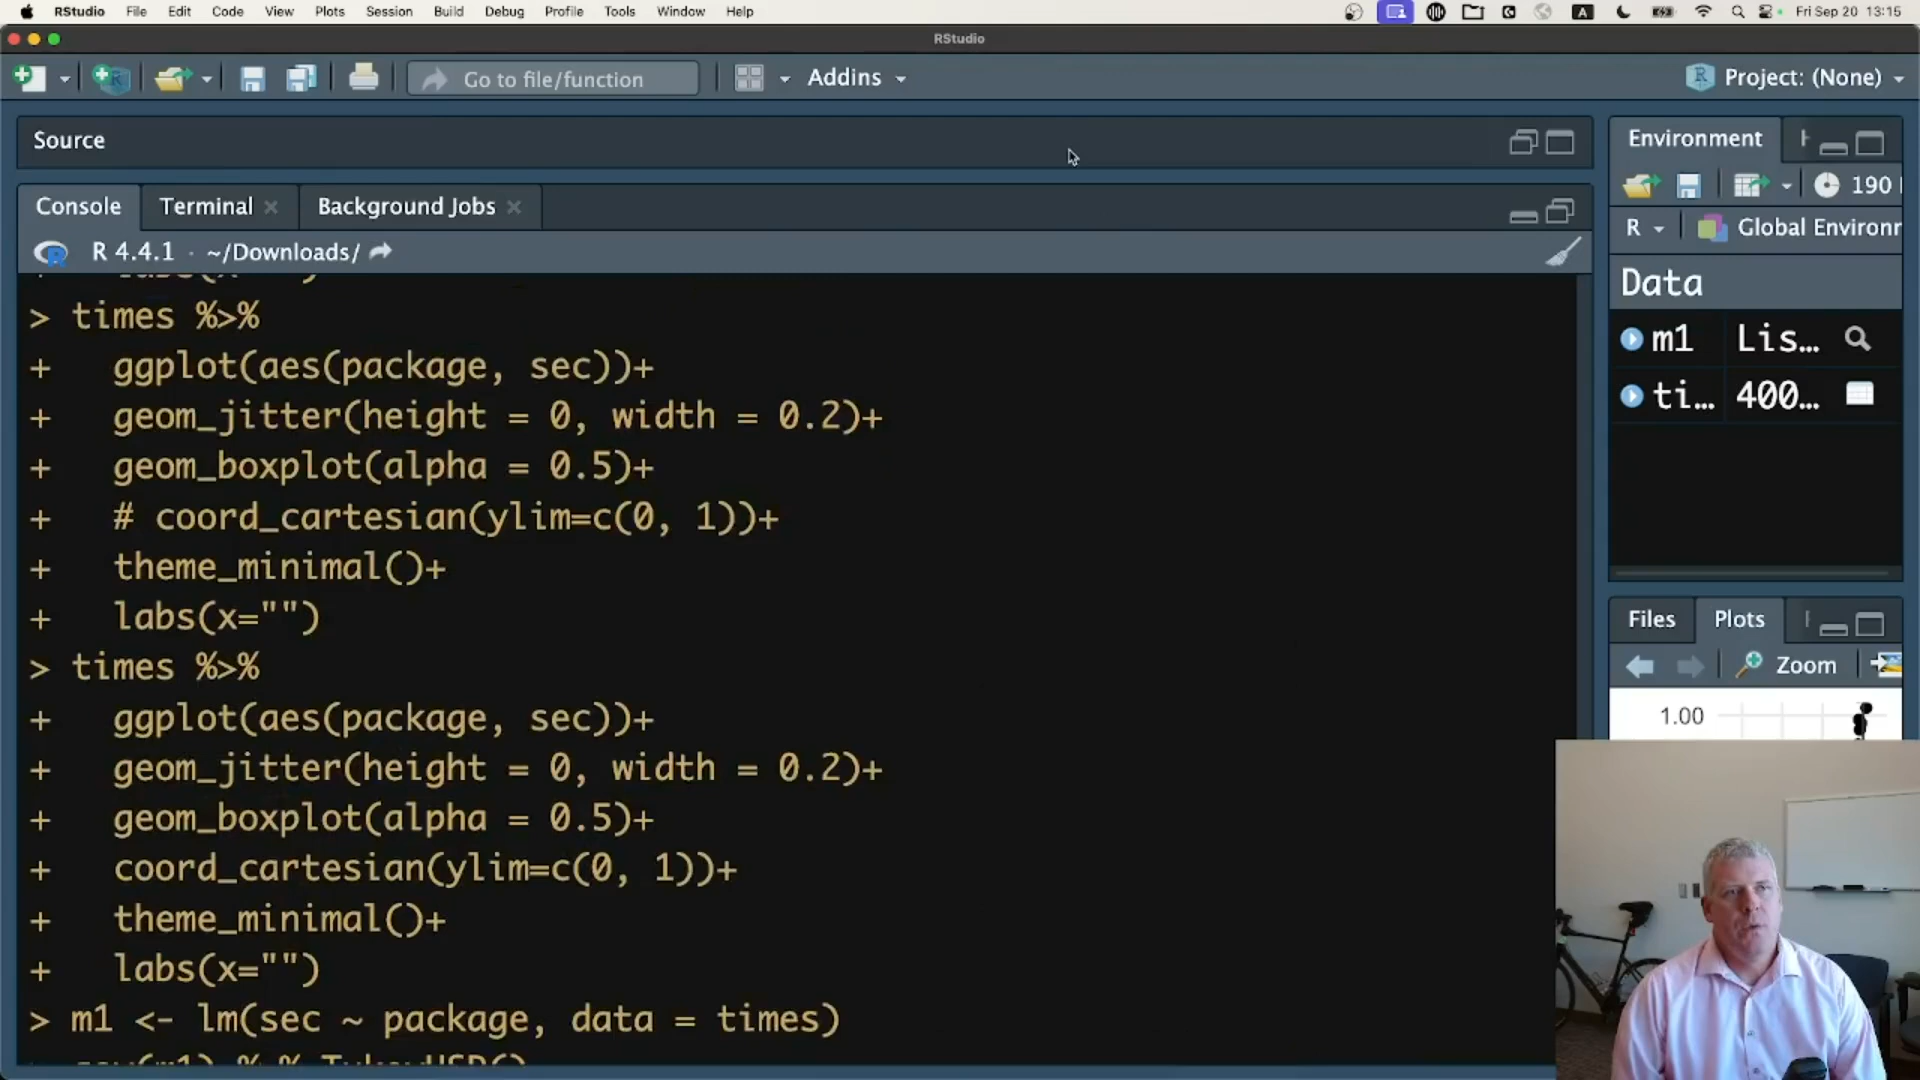 RStudio File Edit Code View Plots Session Build Debug Profile Tools Window Help A Fri Sep 20 13:15
RStudio
Go to file/function Addins Project: (None)
Source
Console Terminal Background Jobs
R 4.4.1 · ~/Downloads/
> times %>%
+ ggplot(aes(package, sec))+
+ geom_jitter(height = 0, width = 0.2)+
+ geom_boxplot(alpha = 0.5)+
+ # coord_cartesian(ylim=c(0, 1))+
+ theme_minimal()+
+ labs(x="")
> times %>%
+ ggplot(aes(package, sec))+
+ geom_jitter(height = 0, width = 0.2)+
+ geom_boxplot(alpha = 0.5)+
+ coord_cartesian(ylim=c(0, 1))+
+ theme_minimal()+
+ labs(x="")
> m1 <- lm(sec ~ package, data = times)
Environment
190
R Global Environ
Data
m1 Lis…
ti… 400…
Files Plots
Zoom
1.00